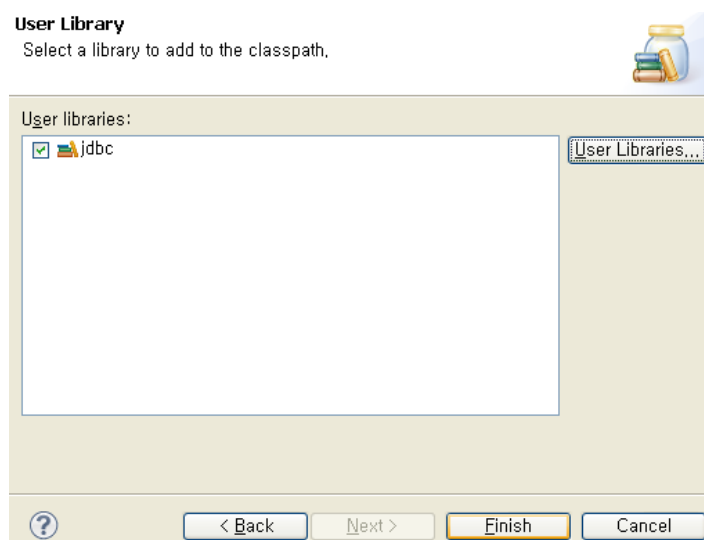 User Library
Select a library to add to the classpath.
User libraries:
jdbc
User Libraries...
?
< Back
Next >
Finish
Cancel